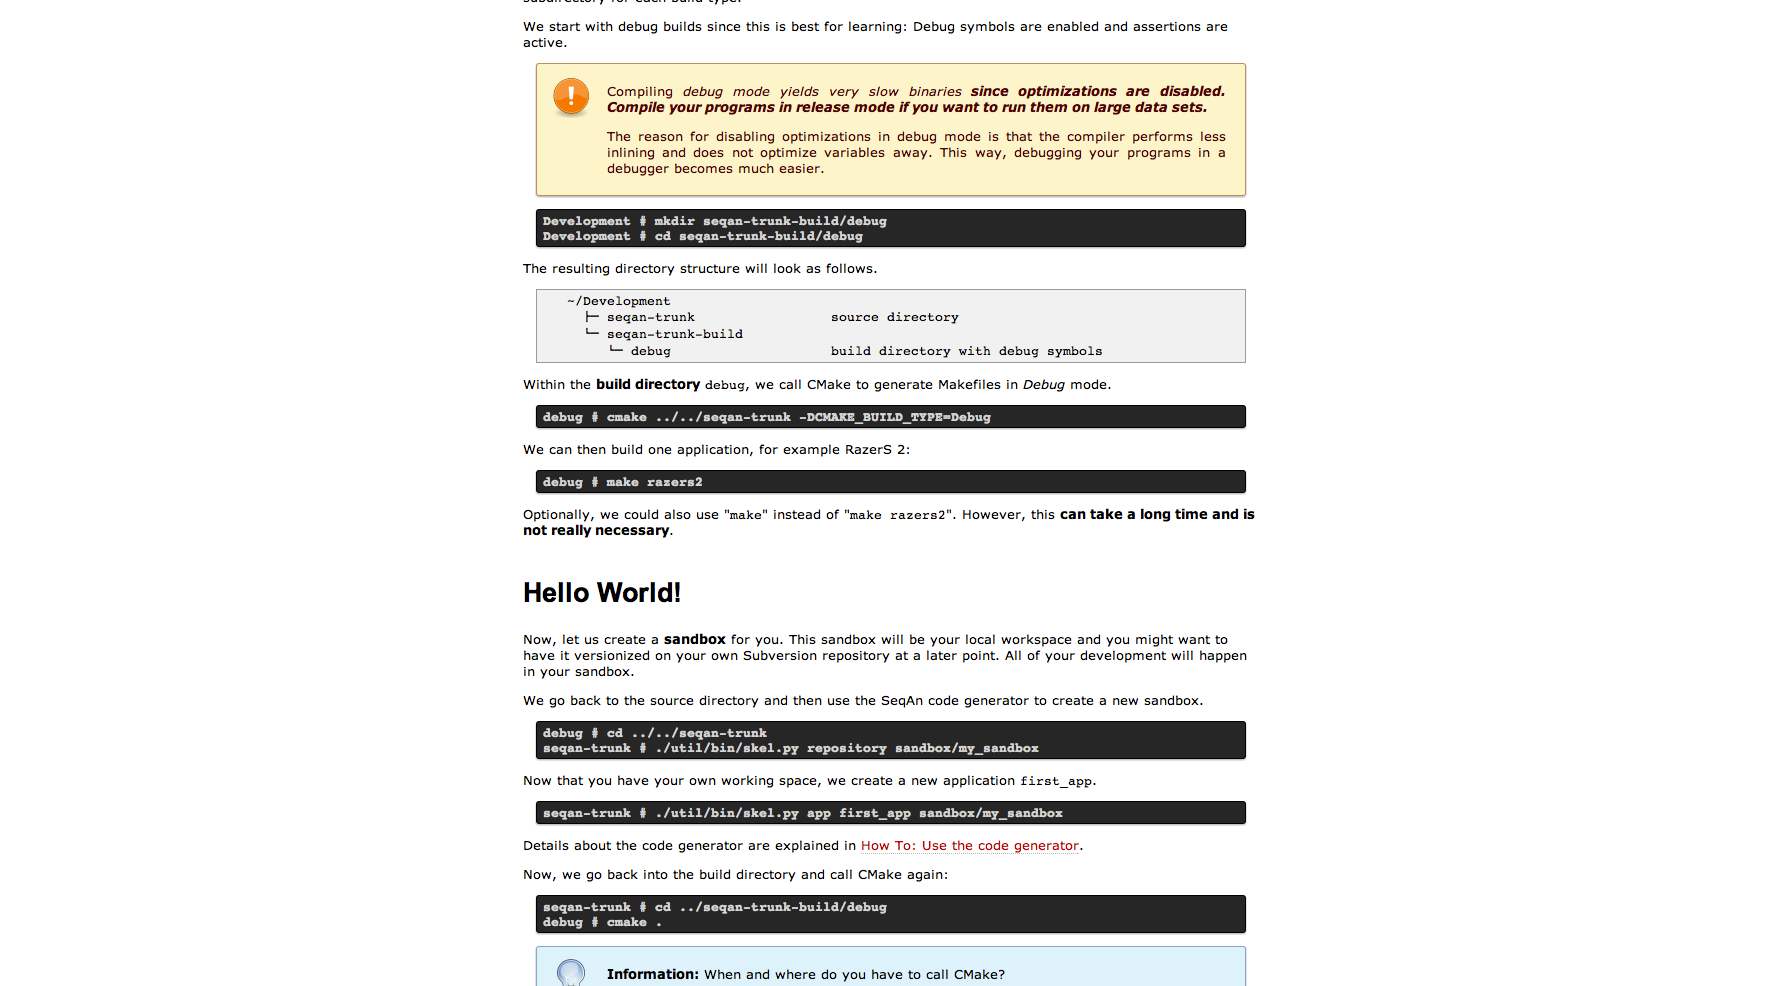 We start with debug builds since this is best for learning: Debug symbols are enabled and assertions are
active.
Compiling debug mode yields very slow binaries since optimizations are disabled.
Compile your programs in release mode if you want to run them on large data sets.
The reason for disabling optimizations in debug mode is that the compiler performs less
inlining and does not optimize variables away. This way, debugging your programs in a
debugger becomes much easier.
Development # mkdir seqan-trunk-build/debug
Development # cd seqan-trunk-build/debug
The resulting directory structure will look as follows.
~/Development
├─ seqan-trunk source directory
└─ seqan-trunk-build
└─ debug build directory with debug symbols
Within the build directory debug, we call CMake to generate Makefiles in Debug mode.
debug # cmake ../../seqan-trunk -DCMAKE_BUILD_TYPE=Debug
We can then build one application, for example RazerS 2:
debug # make razers2
Optionally, we could also use "make" instead of "make razers2". However, this can take a long time and is
not really necessary.
Hello World!
Now, let us create a sandbox for you. This sandbox will be your local workspace and you might want to
have it versionized on your own Subversion repository at a later point. All of your development will happen
in your sandbox.
We go back to the source directory and then use the SeqAn code generator to create a new sandbox.
debug # cd ../../seqan-trunk
seqan-trunk # ./util/bin/skel.py repository sandbox/my_sandbox
Now that you have your own working space, we create a new application first_app.
seqan-trunk # ./util/bin/skel.py app first_app sandbox/my_sandbox
Details about the code generator are explained in How To: Use the code generator.
Now, we go back into the build directory and call CMake again:
seqan-trunk # cd ../seqan-trunk-build/debug
debug # cmake .
Information: When and where do you have to call CMake?